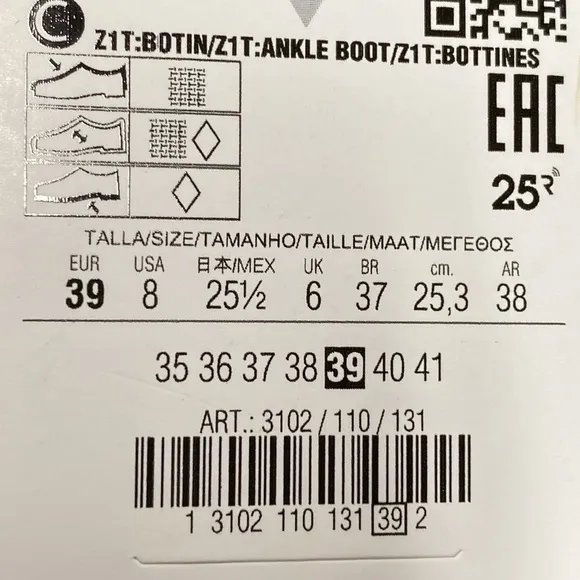 C
Z1T:BOTIN/Z1T:ANKLE BOOT/Z1T:BOTTINES
EAC
25R
TALLA/SIZE/TAMANHO/TAILLE/MAAT/ΜΕΓΕΘΟΣ
EUR USA 日本/MEX UK BR cm. AR
39 8 25½ 6 37 25,3 38
35 36 37 38 39 40 41
ART.: 3102 / 110 / 131
1 3102 110 131 39 2